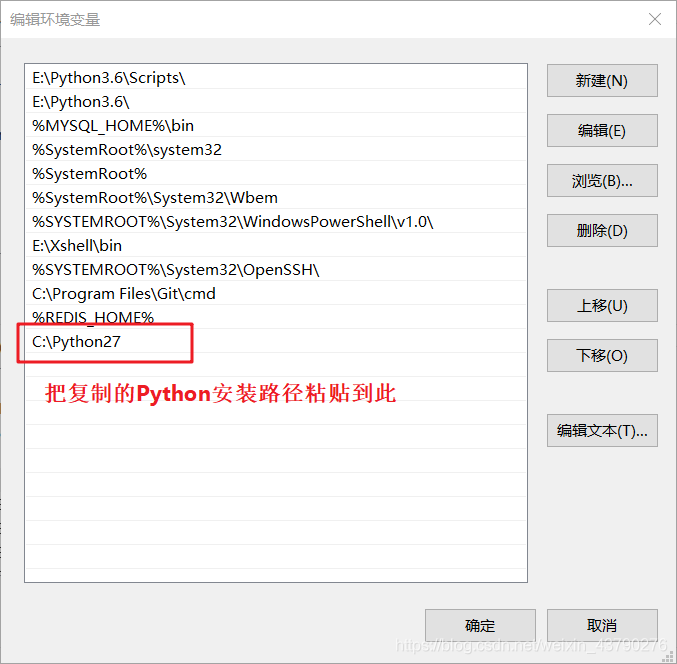 编辑环境变量
E:\Python3.6\Scripts\
E:\Python3.6\
%MYSQL_HOME%\bin
%SystemRoot%\system32
%SystemRoot%
%SystemRoot%\System32\Wbem
%SYSTEMROOT%\System32\WindowsPowerShell\v1.0\
E:\Xshell\bin
%SYSTEMROOT%\System32\OpenSSH\
C:\Program Files\Git\cmd
%REDIS_HOME%
C:\Python27
把复制的Python安装路径粘贴到此
新建(N)
编辑(E)
浏览(B)...
删除(D)
上移(U)
下移(O)
编辑文本(T)...
确定
取消
https://blog.csdn.net/weixin_43790276